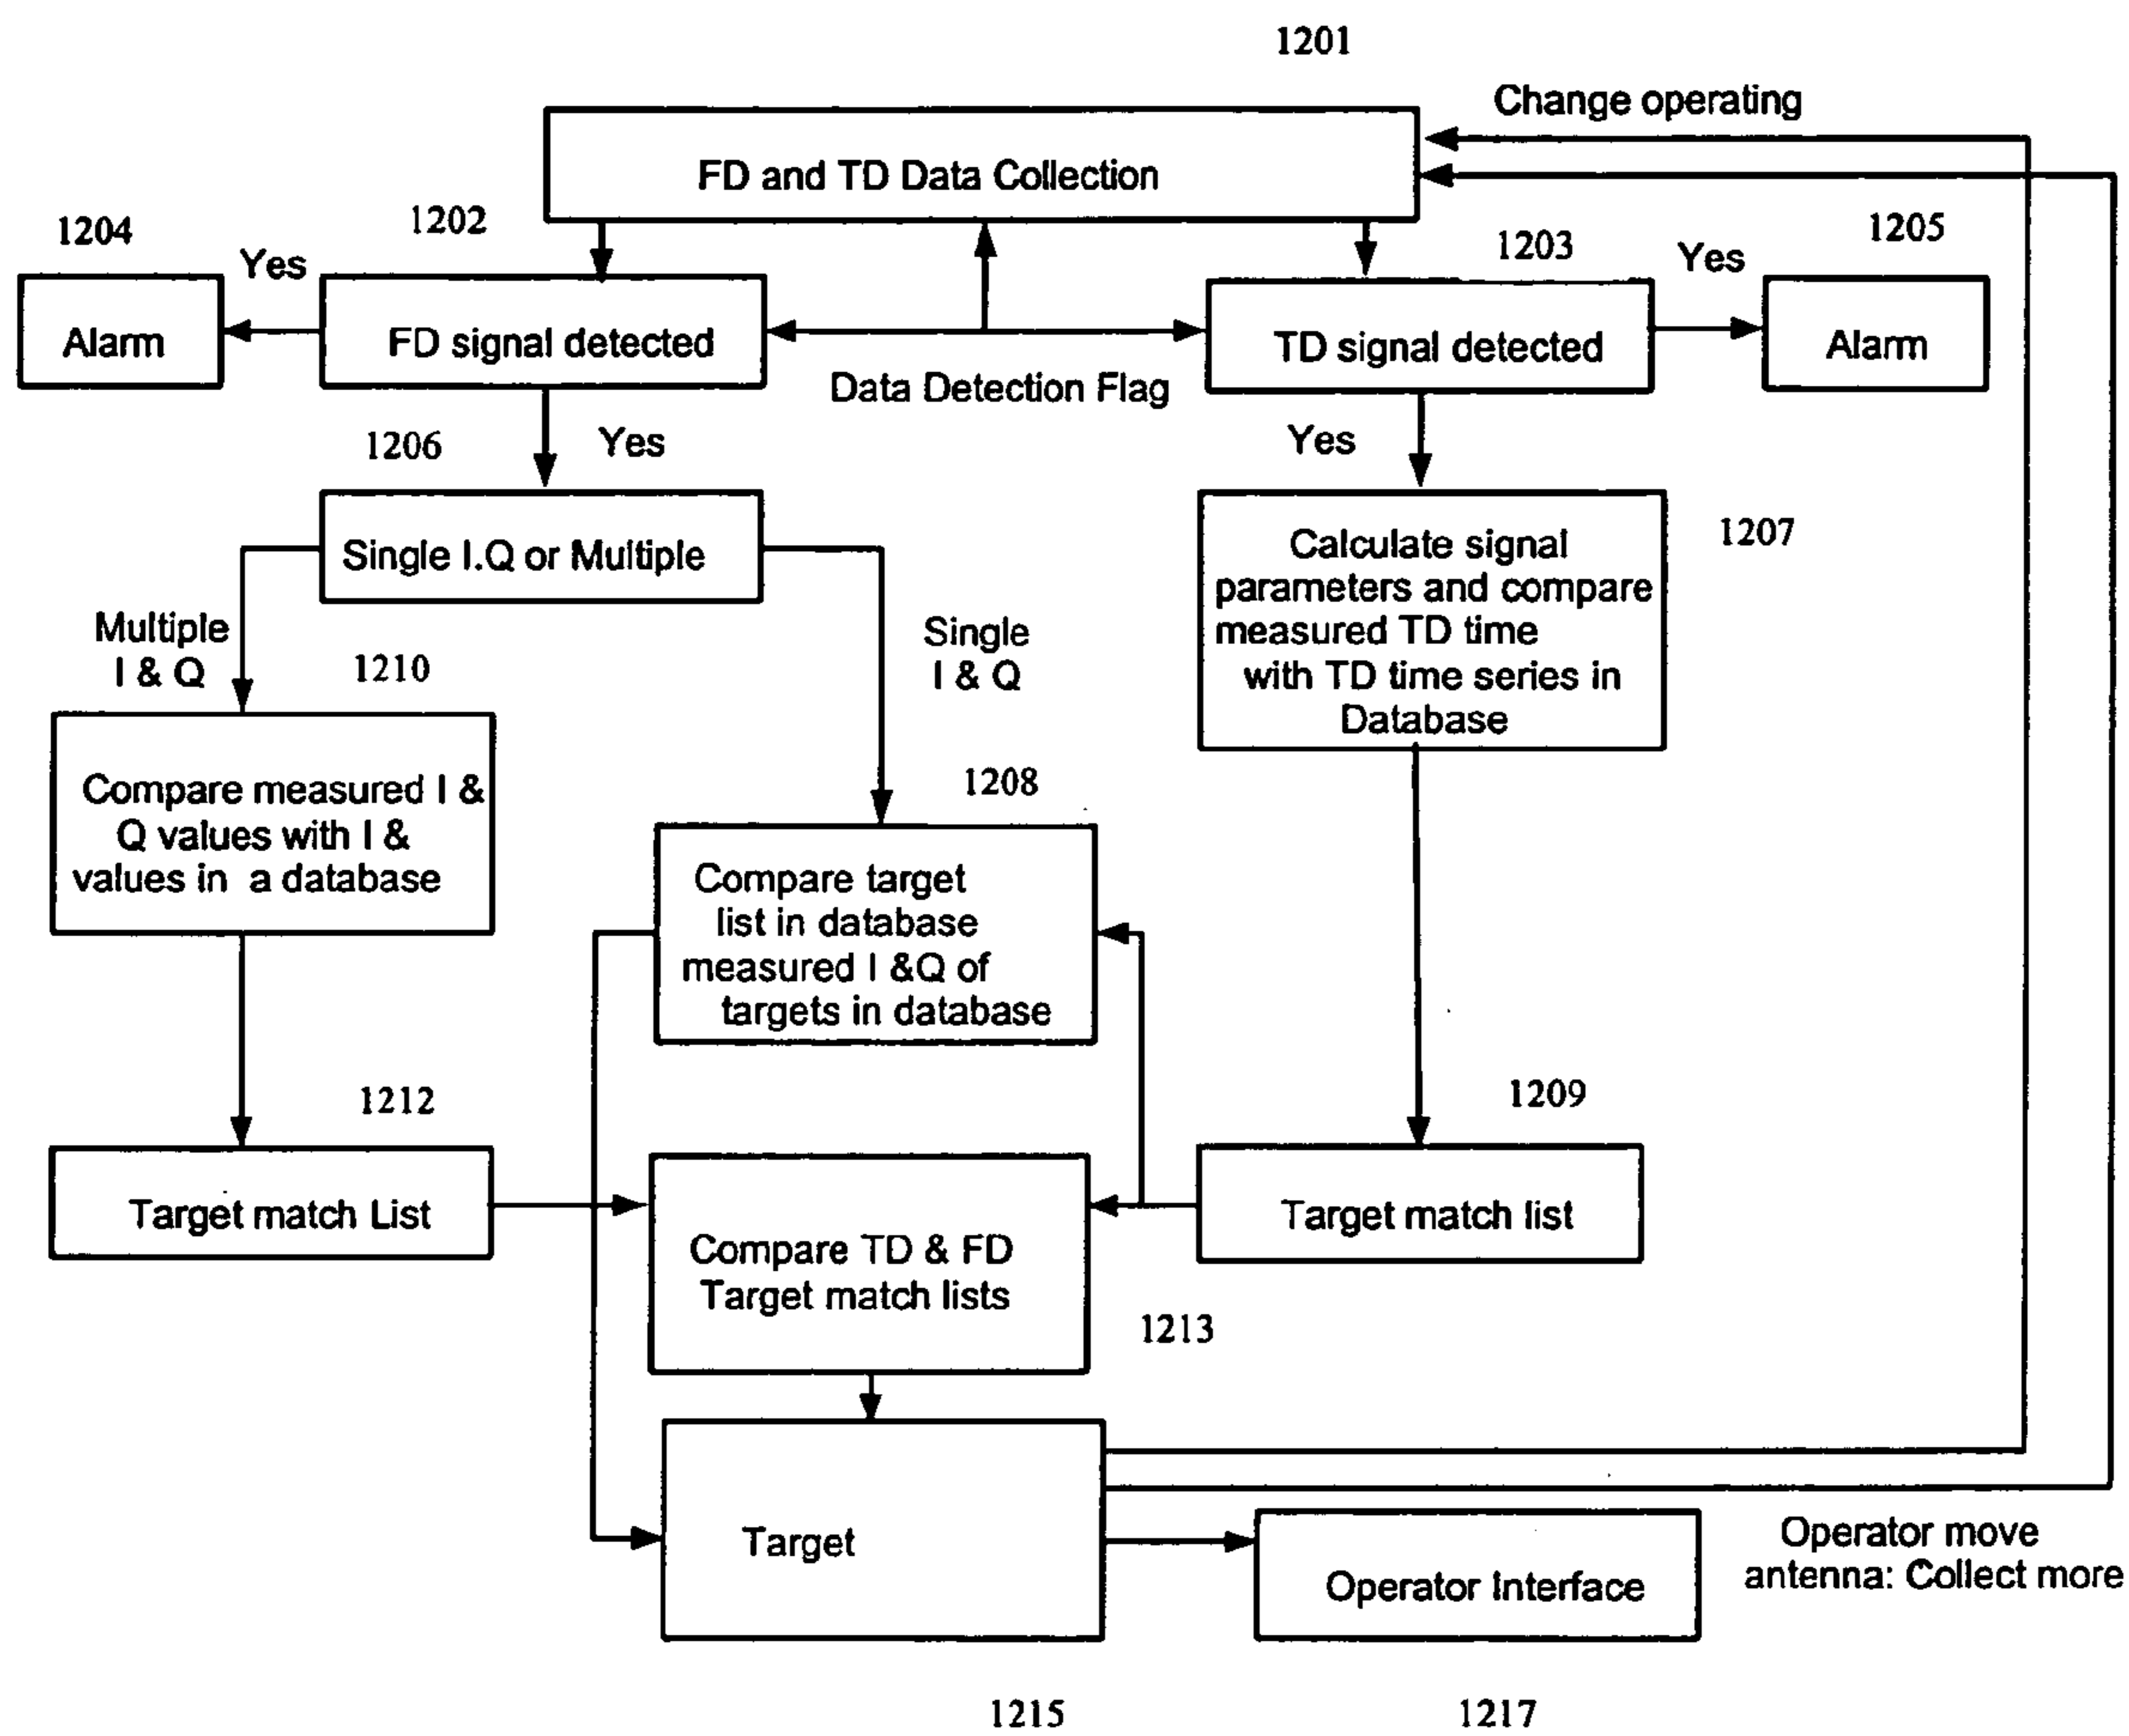 1201
Change operating
FD and TD Data Collection
1204
1202
1203
1205
Yes
Yes
Alarm
FD signal detected
TD signal detected
Alarm
Data Detection Flag
1206
Yes
Yes
Single I.Q or Multiple
1207
Calculate signal
parameters and compare
measured TD time
with TD time series in
Database
Multiple
I & Q
1210
Single
I & Q
Compare measured I &
Q values with I &
values in a database
1208
Compare target
list in database
measured I &Q of
targets in database
1212
1209
Target match List
Target match list
Compare TD & FD
Target match lists
1213
Target
Operator Interface
Operator move
antenna: Collect more
1215
1217